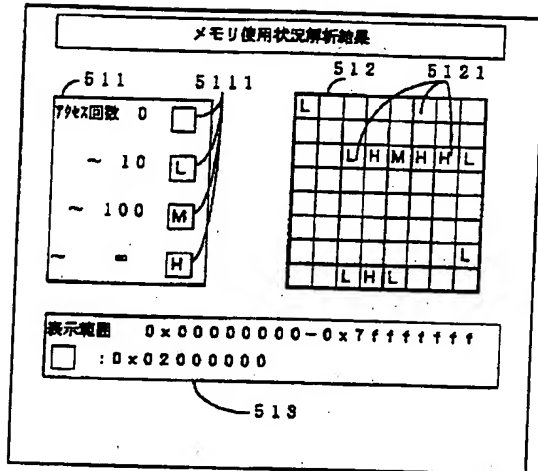 メモリ使用状況解析結果
511 5111 512 5121
アクセス回数 0
~ 10 L
~ 100 M
~ ∞ H
L
L H M H H L
L
L H L
表示範囲 0x00000000-0x7fffffff
:0x02000000
513